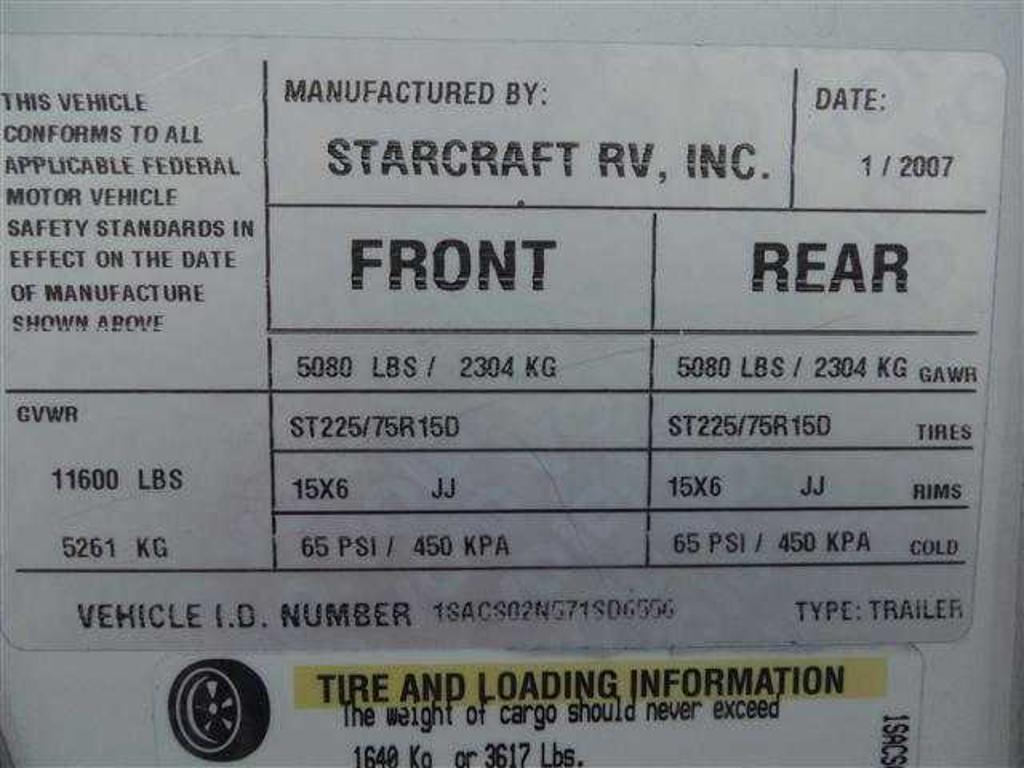 THIS VEHICLE
CONFORMS TO ALL
APPLICABLE FEDERAL
MOTOR VEHICLE
SAFETY STANDARDS IN
EFFECT ON THE DATE
OF MANUFACTURE
SHOWN ABOVE
MANUFACTURED BY:
STARCRAFT RV, INC.
DATE:
1 / 2007
FRONT REAR
5080 LBS / 2304 KG 5080 LBS / 2304 KG GAWR
GVWR
11600 LBS
5261 KG
ST225/75R15D ST225/75R15D TIRES
15X6 JJ 15X6 JJ RIMS
65 PSI / 450 KPA 65 PSI / 450 KPA COLD
VEHICLE I.D. NUMBER TYPE: TRAILER
TIRE AND LOADING INFORMATION
The weight of cargo should never exceed
1640 Kg or 3617 Lbs.